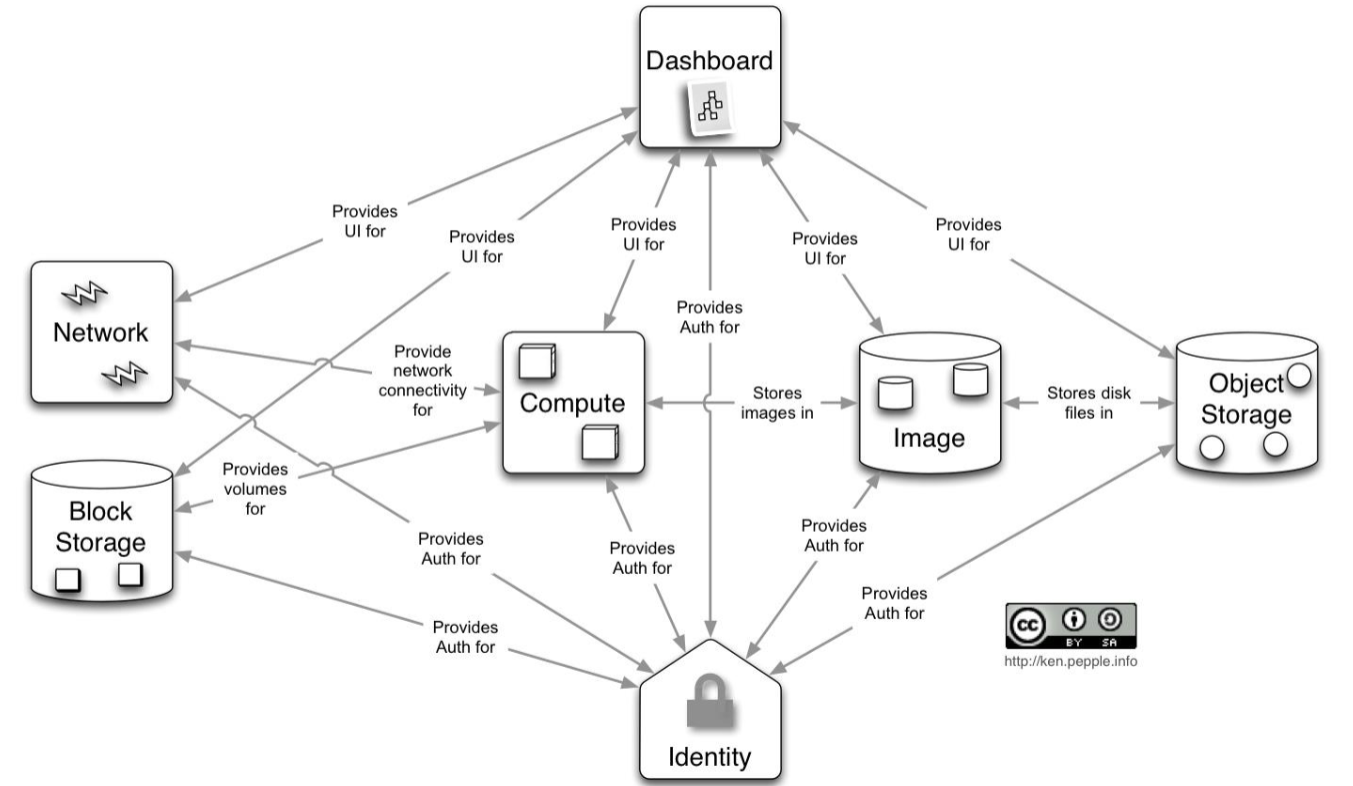 Dashboard
Provides
UI for
Provides
UI for
Provides
UI for
Provides
UI for
Provides
UI for
Provides
Auth for
Network
Provide
network
connectivity
for
Compute
Stores
images in
Image
Stores disk
files in
Object
Storage
Block
Storage
Provides
volumes
for
Provides
Auth for
Provides
Auth for
Provides
Auth for
Provides
Auth for
Provides
Auth for
Identity
cc
BY SA
http://ken.pepple.info